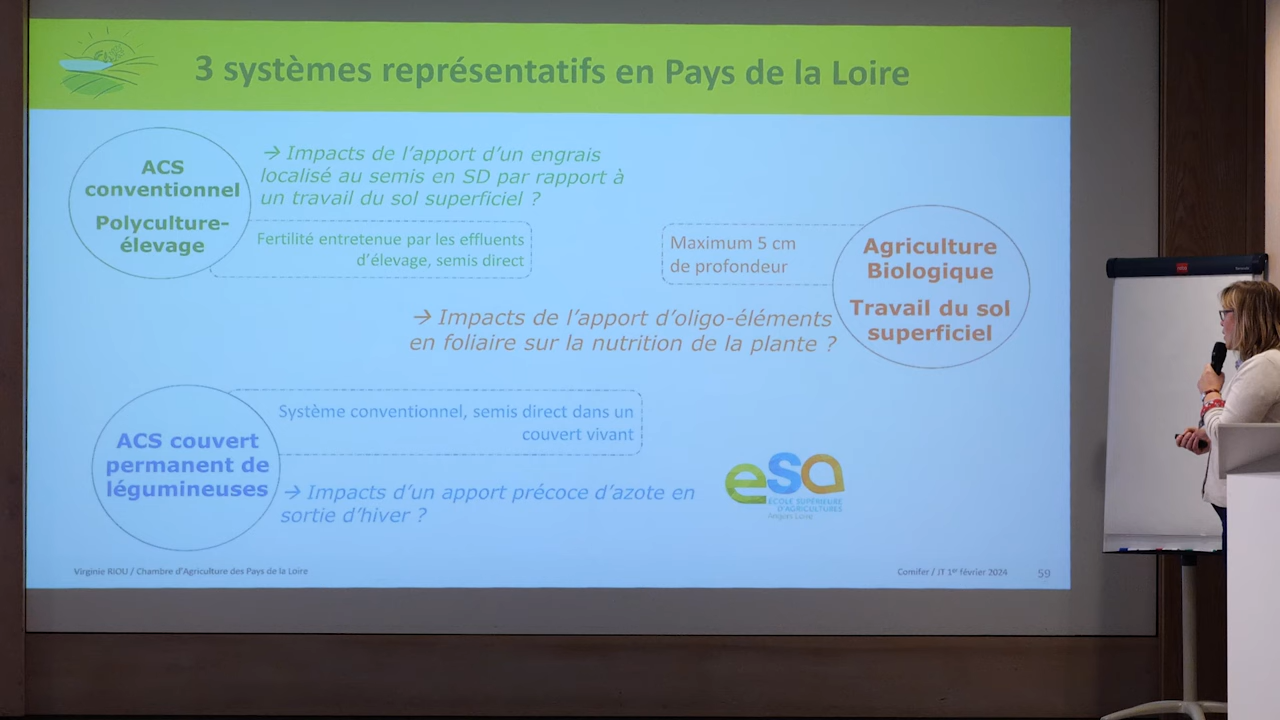 3 systèmes représentatifs en Pays de la Loire
ACS
conventionnel
Polyculture-
élevage
→ Impacts de l’apport d’un engrais
localisé au semis en SD par rapport à
un travail du sol superficiel ?
Fertilité entretenue par les effluents
d’élevage, semis direct
Maximum 5 cm
de profondeur
Agriculture
Biologique
Travail du sol
superficiel
→ Impacts de l’apport d’oligo-éléments
en foliaire sur la nutrition de la plante ?
Système conventionnel, semis direct dans un
couvert vivant
ACS couvert
permanent de
légumineuses
→ Impacts d’un apport précoce d’azote en
sortie d’hiver ?
esa
ÉCOLE SUPÉRIEURE
D'AGRICULTURES
Angers Loire
Virginie RIOU / Chambre d’Agriculture des Pays de la Loire
Comifer / JT 1er février 2024
59